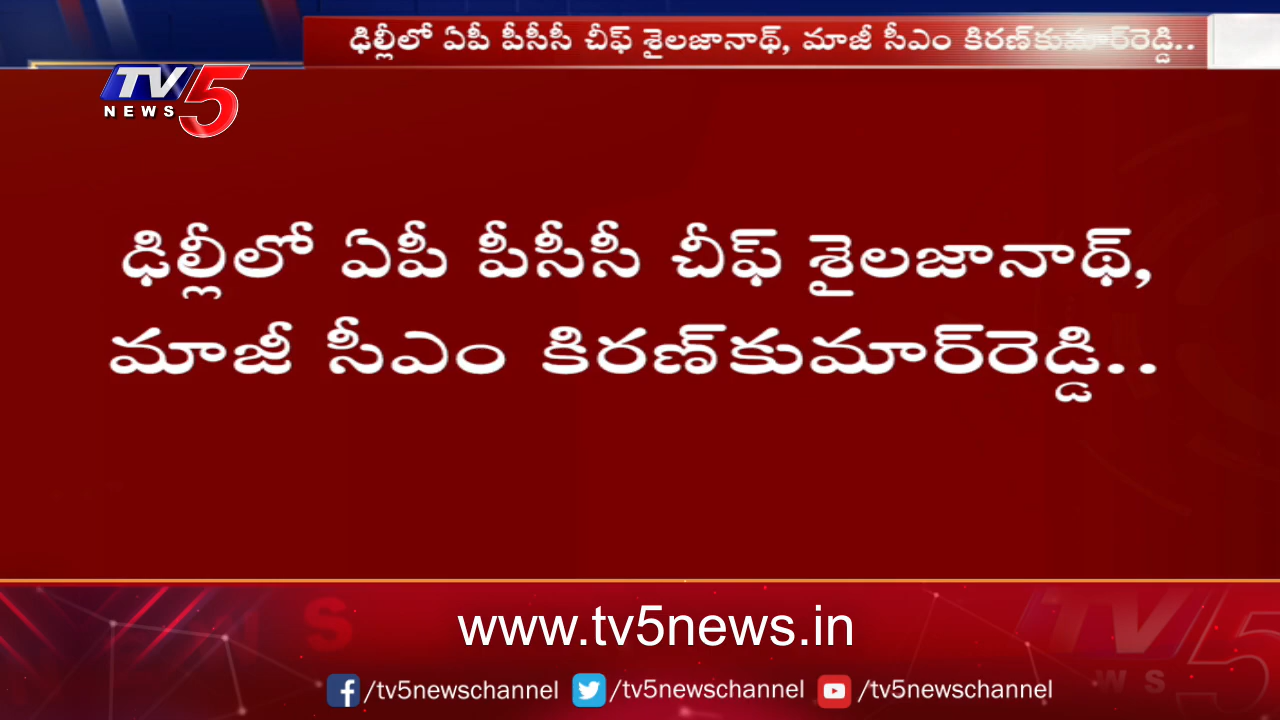 ఢిల్లీలో ఏపీ పీసీసీ చీఫ్ శైలజానాథ్, మాజీ సీఎం కిరణ్‌కుమార్‌రెడ్డి..
TV5
NEWS
ఢిల్లీలో ఏపీ పీసీసీ చీఫ్ శైలజానాథ్,
మాజీ సీఎం కిరణ్‌కుమార్‌రెడ్డి..
www.tv5news.in
/tv5newschannel /tv5newschannel /tv5newschannel